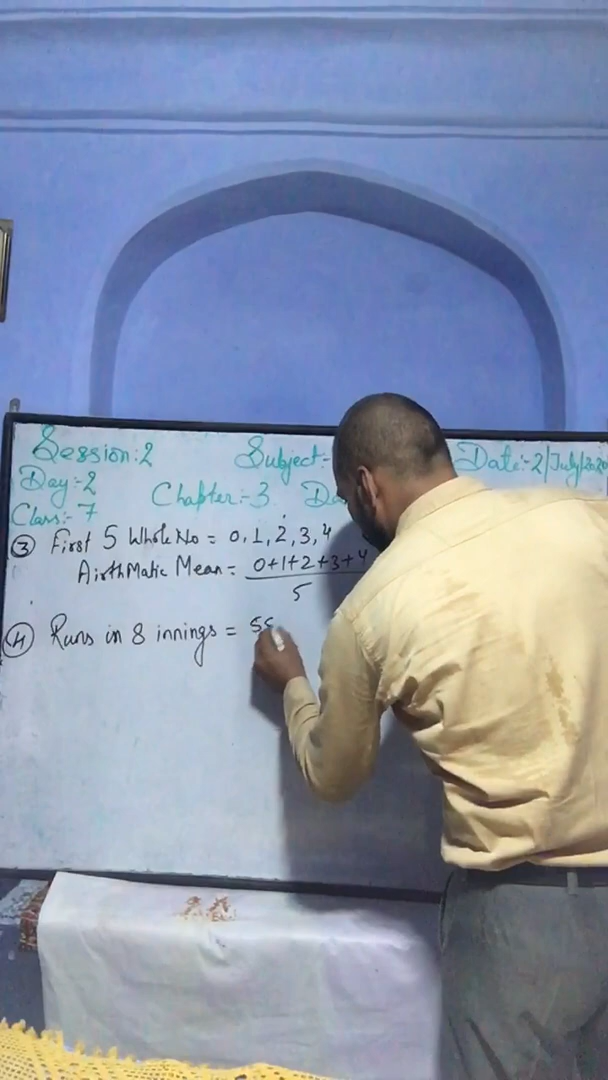 Session:2 Subject:- Date:-2/July/2020
Day:-2
Chapter:-3
Class:-7
③ First 5 Whole No = 0,1,2,3,4
AirthMatic Mean = 0+1+2+3+4
5
④ Runs in 8 innings =